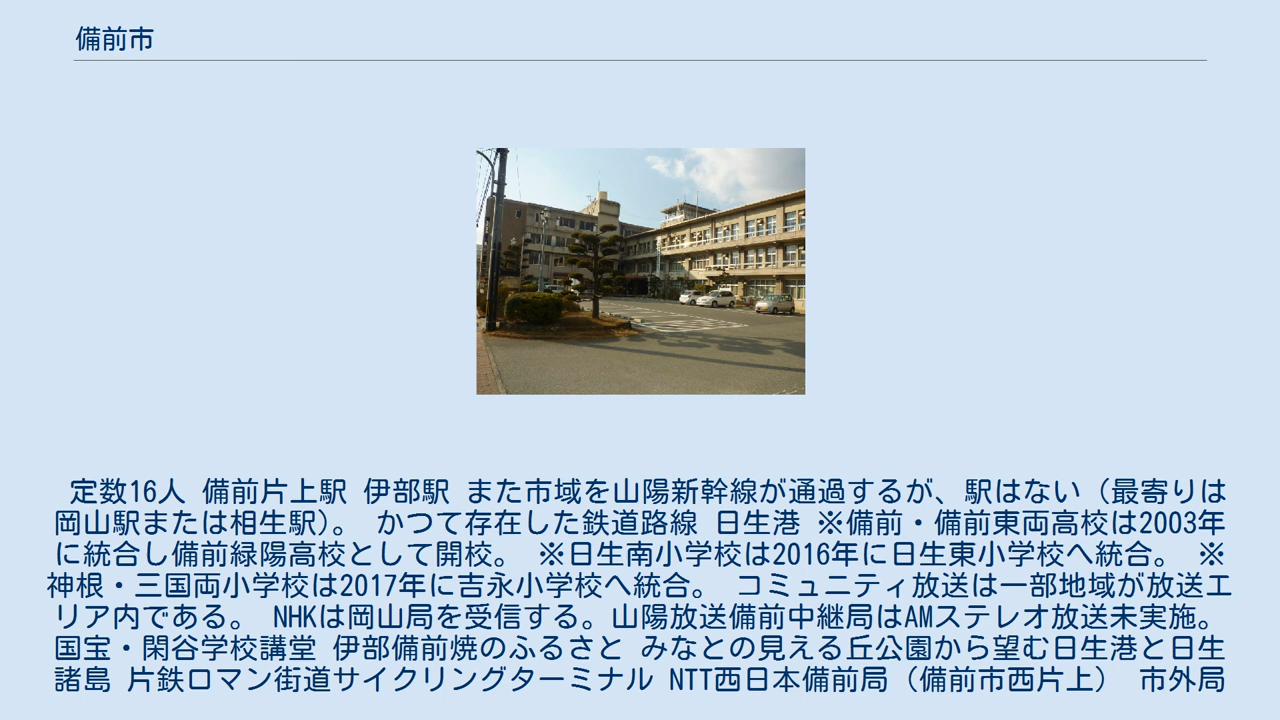 備前市
定数16人 備前片上駅 伊部駅 また市域を山陽新幹線が通過するが、駅はない（最寄りは
岡山駅または相生駅）。 かつて存在した鉄道路線 日生港 ※備前・備前東両高校は2003年
に統合し備前緑陽高校として開校。 ※日生南小学校は2016年に日生東小学校へ統合。 ※
神根・三国両小学校は2017年に吉永小学校へ統合。 コミュニティ放送は一部地域が放送エ
リア内である。 NHKは岡山局を受信する。山陽放送備前中継局はAMステレオ放送未実施。
国宝・閑谷学校講堂 伊部備前焼のふるさと みなとの見える丘公園から望む日生港と日生
諸島 片鉄ロマン街道サイクリングターミナル NTT西日本備前局（備前市西片上） 市外局